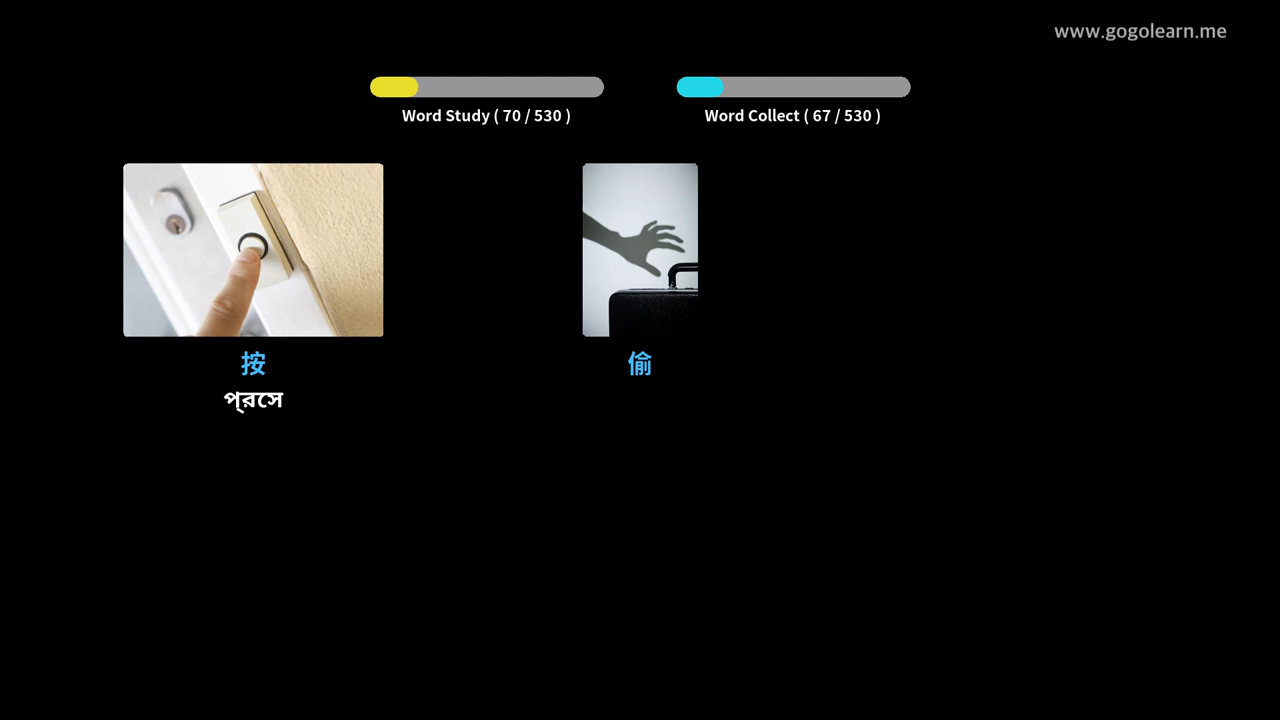 www.gogolearn.me
Word Study ( 70 / 530 )
Word Collect ( 67 / 530 )
按
偷
প্রেস